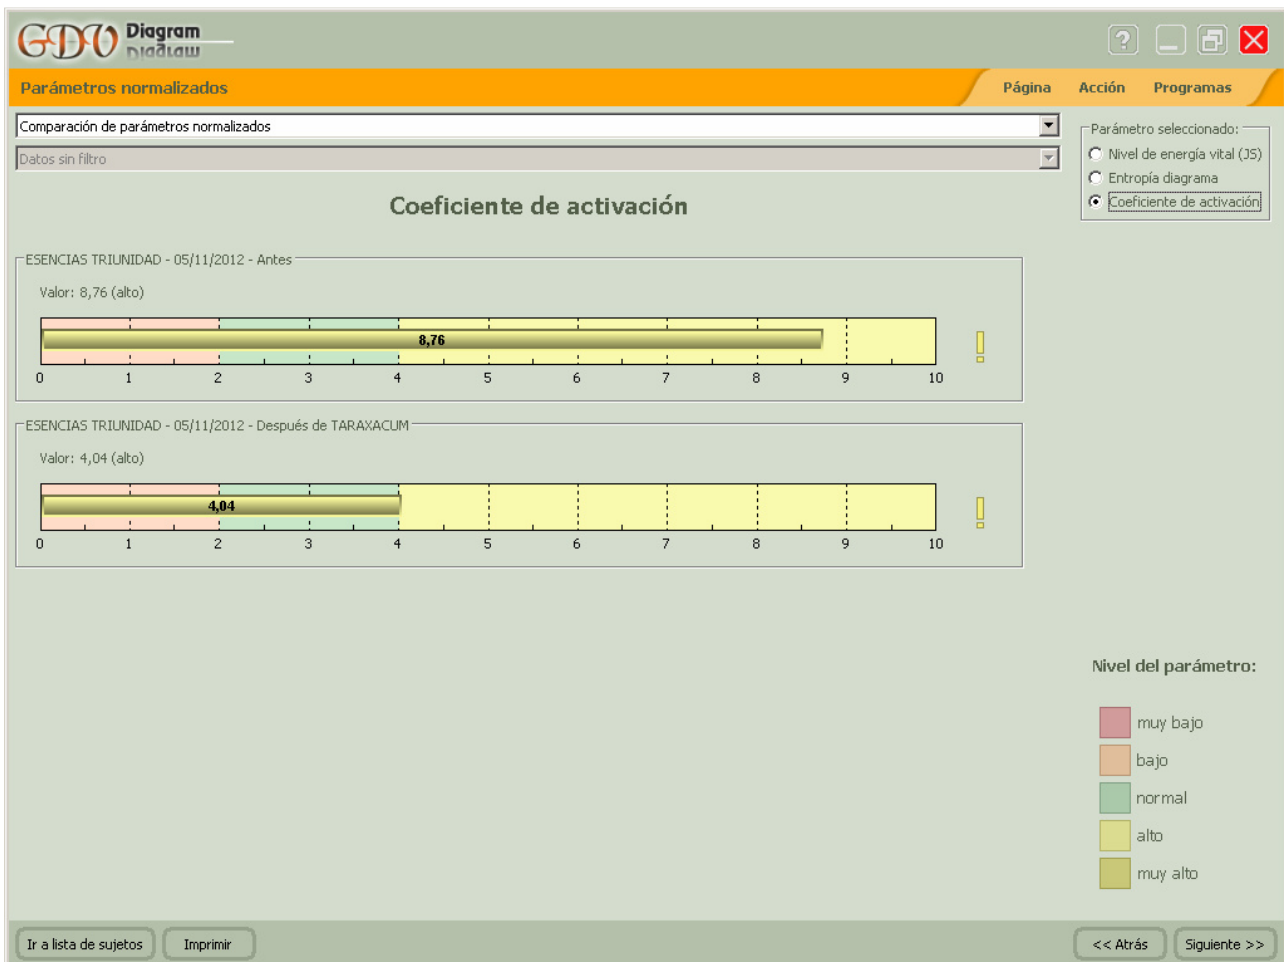 GDV Diagram
Parámetros normalizados
Página Acción Programas
Comparación de parámetros normalizados
Datos sin filtro
Parámetro seleccionado:
Nivel de energía vital (JS)
Entropía diagrama
Coeficiente de activación
Coeficiente de activación
ESENCIAS TRIUNIDAD - 05/11/2012 - Antes
Valor: 8,76 (alto)
8,76
0 1 2 3 4 5 6 7 8 9 10
ESENCIAS TRIUNIDAD - 05/11/2012 - Después de TARAXACUM
Valor: 4,04 (alto)
4,04
0 1 2 3 4 5 6 7 8 9 10
Nivel del parámetro:
muy bajo
bajo
normal
alto
muy alto
Ir a lista de sujetos Imprimir << Atrás Siguiente >>